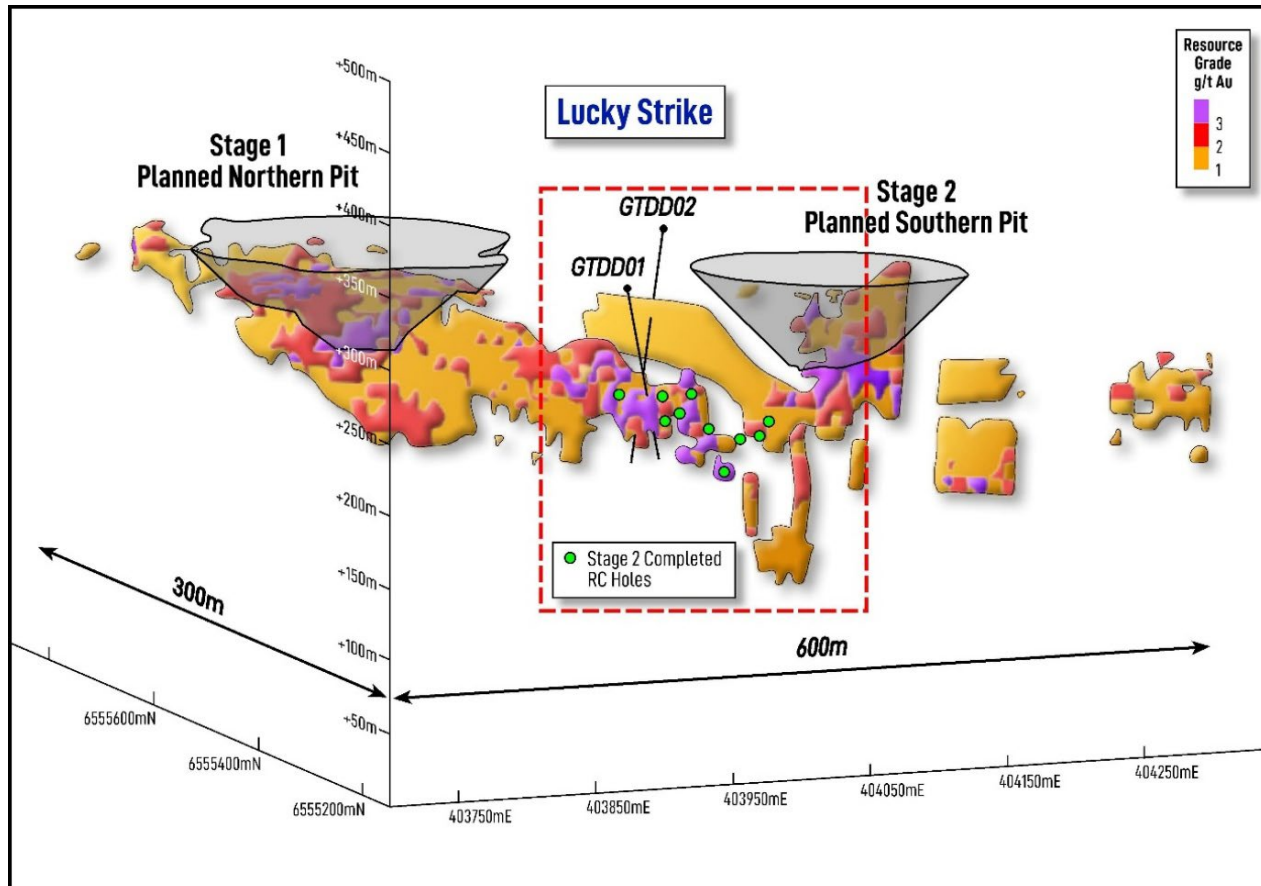 Lucky Strike
Resource
Grade
g/t Au
3
2
1
Stage 1
Planned Northern Pit
Stage 2
Planned Southern Pit
GTDD02
GTDD01
+500m
+450m
+400m
+350m
+300m
+250m
+200m
+150m
+100m
+50m
Stage 2 Completed
RC Holes
300m
600m
6555600mN
6555400mN
6555200mN
403750mE
403850mE
403950mE
404050mE
404150mE
404250mE